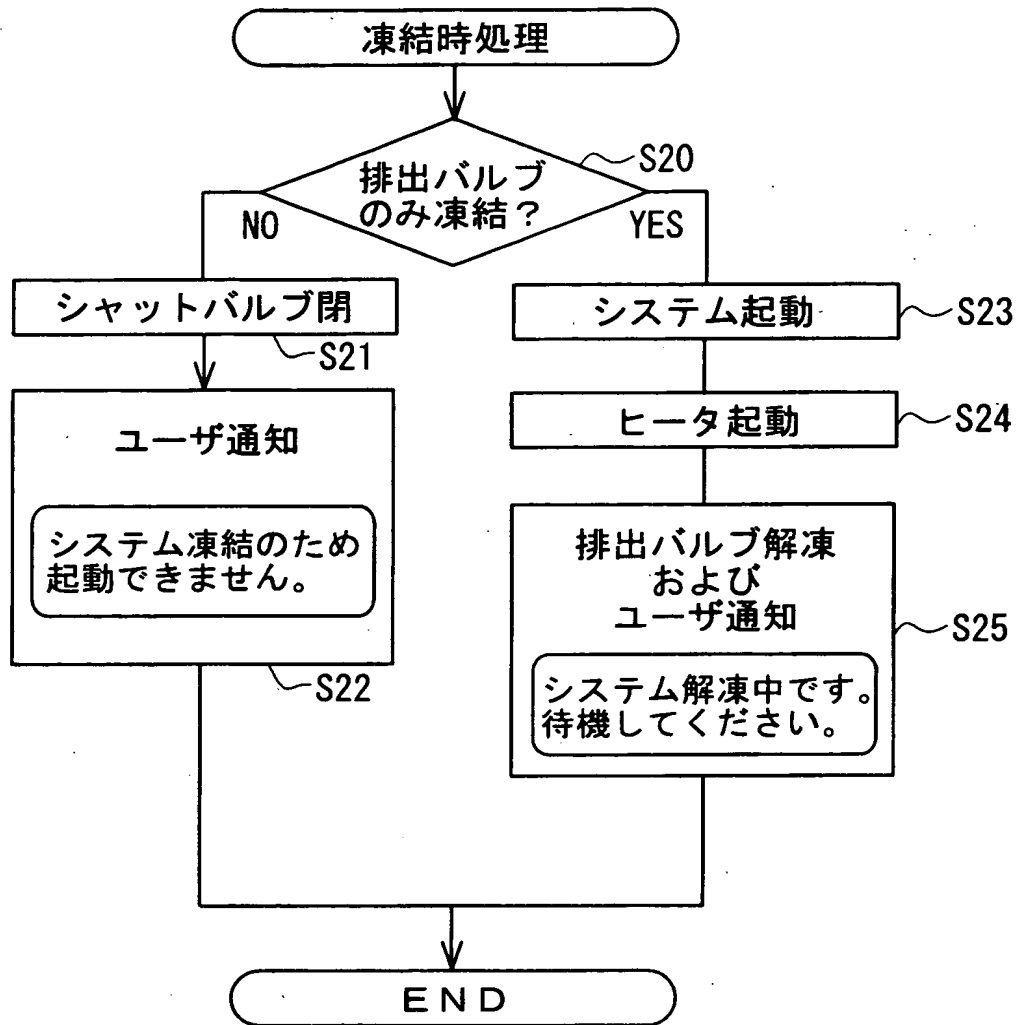 凍結時処理
排出バルブ
のみ凍結？
S20
NO
YES
シャットバルブ閉
S21
ユーザ通知
システム凍結のため
起動できません。
S22
システム起動
S23
ヒータ起動
S24
排出バルブ解凍
および
ユーザ通知
システム解凍中です。
待機してください。
S25
END